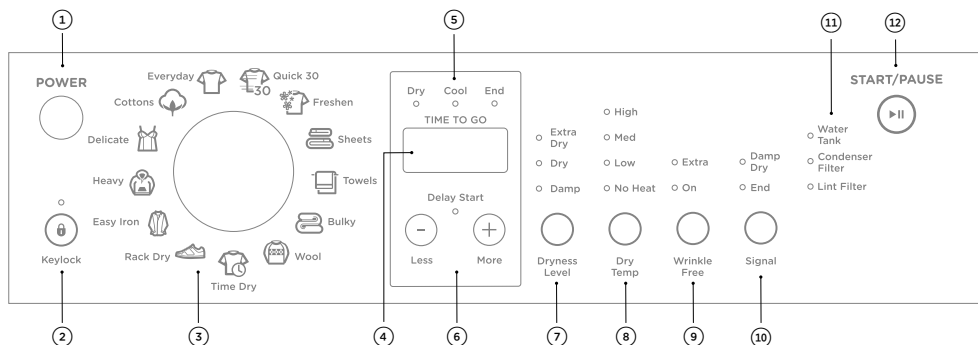 1
5
11
12
POWER
Everyday
Quick 30
30
Cottons
Freshen
Delicate
Sheets
Heavy
Towels
Easy Iron
Bulky
Rack Dry
Wool
Time Dry
Keylock
Dry Cool End
TIME TO GO
Delay Start
- +
Less More
Extra
Dry
Dry
Damp
Dryness
Level
High
Med
Low
No Heat
Dry
Temp
Extra
On
Wrinkle
Free
Damp
Dry
End
Signal
Water
Tank
Condenser
Filter
Lint Filter
START/PAUSE
2
3
4
6
7
8
9
10